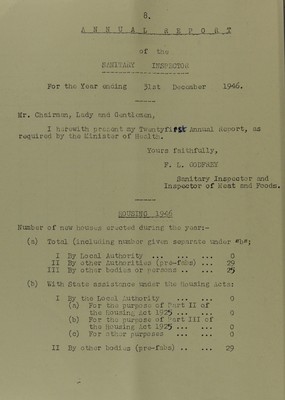 8.
ANNUAL REPORT
of the
SANITARY INSPECTOR
For the Year ending 31st December 1946.
Mr. Chairman, Lady and Gentlemen,
I herewith present my Twentyfirst Annual Report, as
required by the Minister of Health.
Yours faithfully,
F. L. GODFREY
Sanitary Inspector and
Inspector of Meat and Foods.
HOUSING 1946
Number of new houses erected during the year:-
(a) Total (including number given separate under "b";
I By Local Authority ... ... ... 0
II By other Authorities (pre-fabs) ... 29
III By other bodies or persons .. ... 25
(b) With State assistance under the Housing Acts:
I By the Local Authority ... ... 0
(a) For the purpose of Part II of
the Housing Act 1925 ... ... 0
(b) For the purpose of Part III of
the Housing Act 1925 ... ... 0
(c) For other purposes ... ... 0
II By other bodies (pre-fabs) .. ... 29